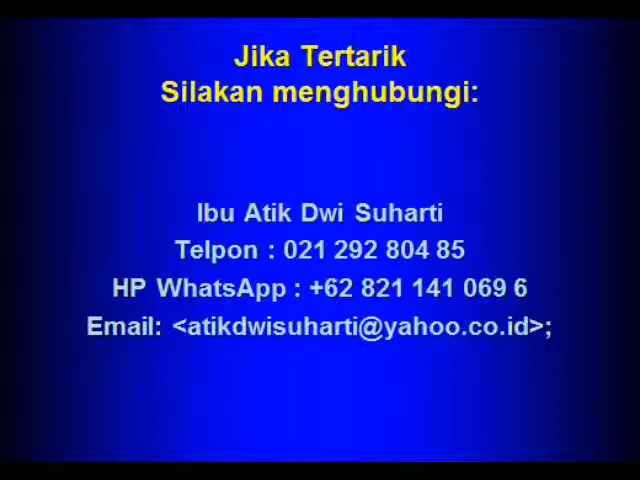 Jika Tertarik
Silakan menghubungi:
Ibu Atik Dwi Suharti
Telpon : 021 292 804 85
HP WhatsApp : +62 821 141 069 6
Email: <atikdwisuharti@yahoo.co.id>;